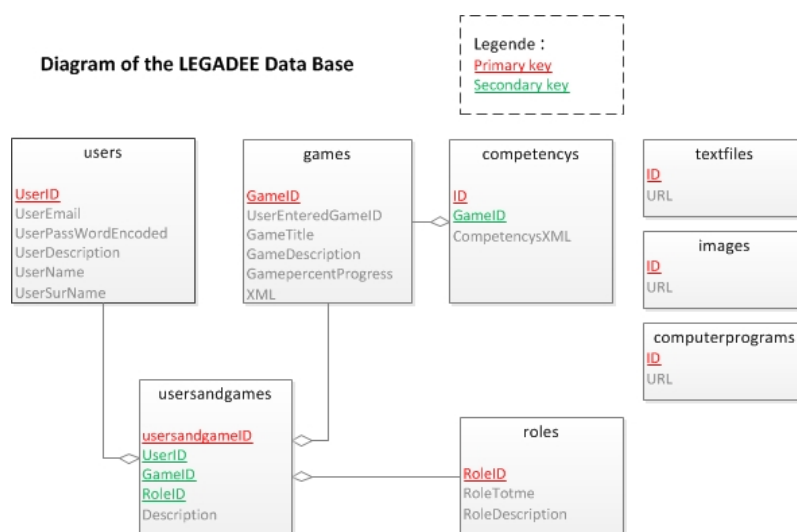 Diagram of the LEGADEE Data Base
Legende :
Primary key
Secondary key
users
UserID
UserEmail
UserPassWordEncoded
UserDescription
UserName
UserSurName
games
GameID
UserEnteredGameID
GameTitle
GameDescription
GamepercentProgress
XML
competencys
ID
GameID
CompetencysXML
textfiles
ID
URL
images
ID
URL
computerprograms
ID
URL
usersandgames
usersandgameID
UserID
GameID
RoleID
Description
roles
RoleID
RoleTotme
RoleDescription